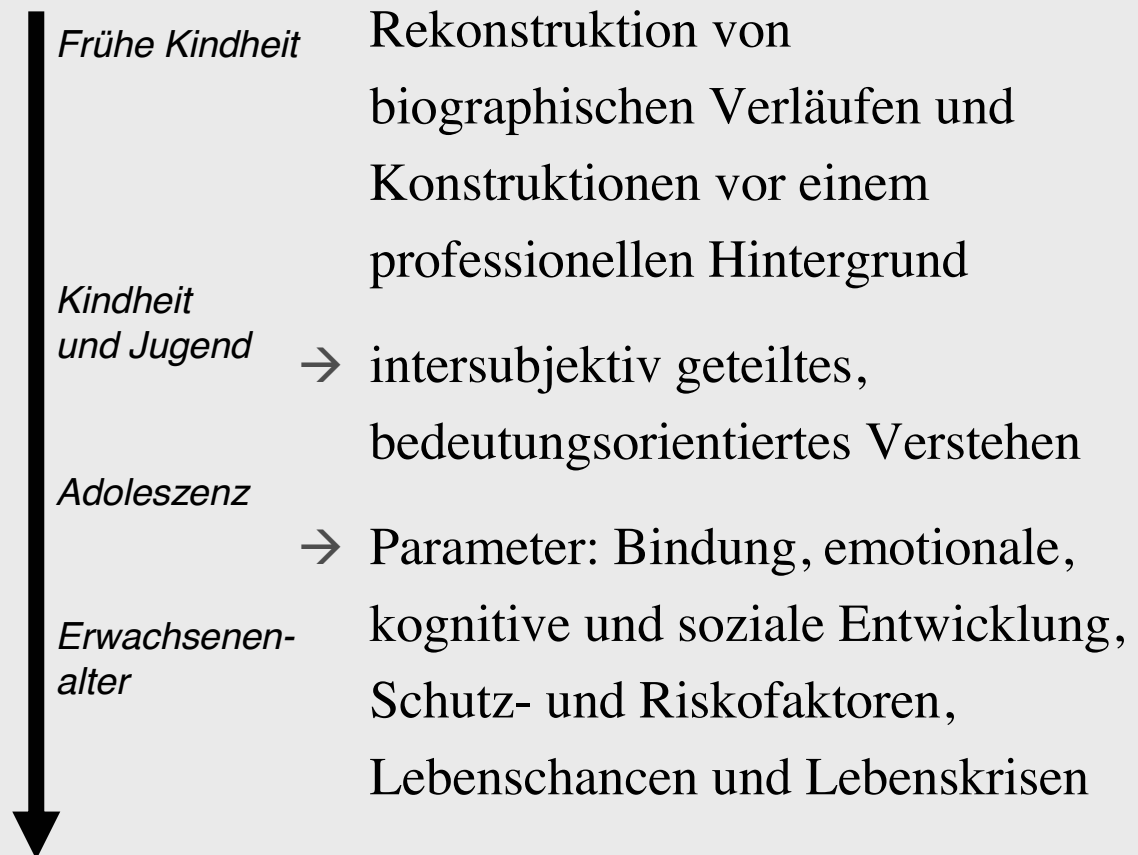 Frühe Kindheit
Rekonstruktion von
biographischen Verläufen und
Konstruktionen vor einem
professionellen Hintergrund
Kindheit
und Jugend
→ intersubjektiv geteiltes,
bedeutungsorientiertes Verstehen
Adoleszenz
→ Parameter: Bindung, emotionale,
kognitive und soziale Entwicklung,
Schutz- und Riskofaktoren,
Lebenschancen und Lebenskrisen
Erwachsenen-
alter